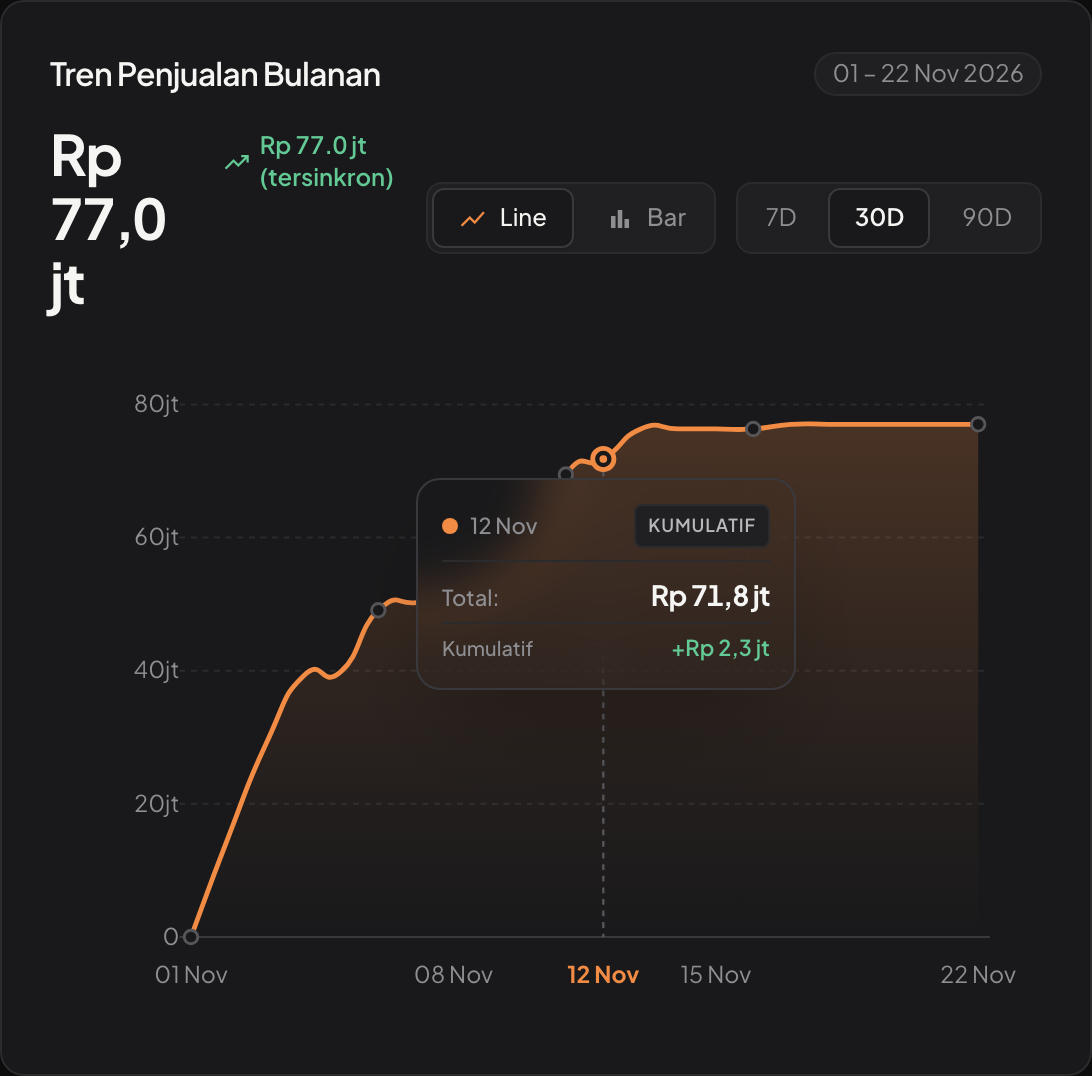 Tren Penjualan Bulanan
01 – 22 Nov 2026
Rp
77,0
jt
Rp 77.0 jt
(tersinkron)
Line
Bar
7D
30D
90D
80jt
60jt
40jt
20jt
0
12 Nov
KUMULATIF
Total:
Rp 71,8 jt
Kumulatif
+Rp 2,3 jt
01 Nov
08 Nov
12 Nov
15 Nov
22 Nov